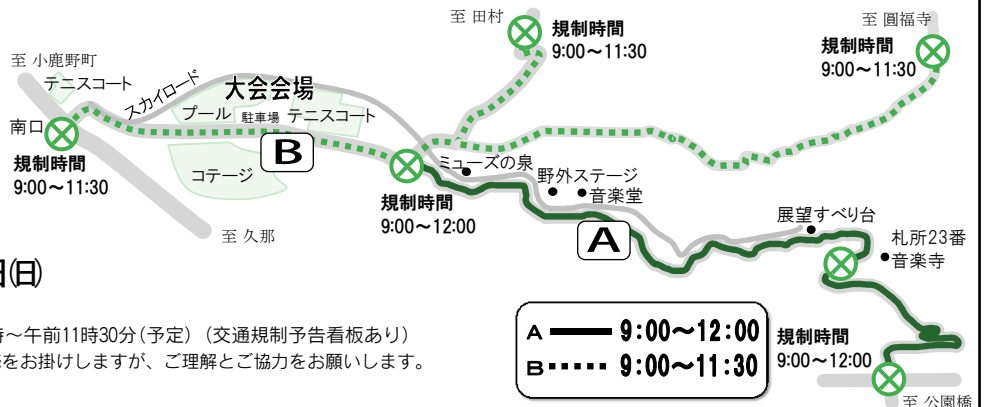 至 田村
規制時間
9:00〜11:30
至 圓福寺
規制時間
9:00〜11:30
至 小鹿野町
テニスコート
スカイロード
大会会場
プール
駐車場
テニスコート
南口
規制時間
9:00〜11:30
B
コテージ
至 久那
規制時間
9:00〜12:00
ミューズの泉
野外ステージ
音楽堂
A
展望すべり台
札所23番
音楽寺
(日)
〜午前11時30分(予定) (交通規制予告看板あり)
をお掛けしますが、ご理解とご協力をお願いします。
A 9:00〜12:00
B 9:00〜11:30
規制時間
9:00〜12:00
至 公園橋